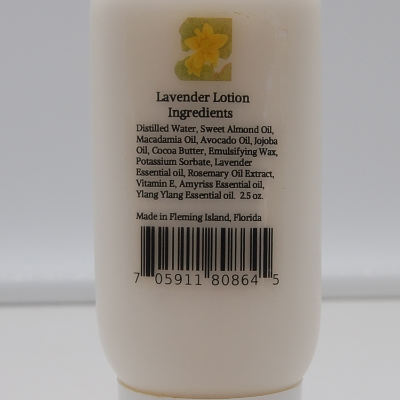 Lavender Lotion
Ingredients
Distilled Water, Sweet Almond Oil,
Macadamia Oil, Avocado Oil, Jojoba
Oil, Cocoa Butter, Emulsifying Wax,
Potassium Sorbate, Lavender
Essential oil, Rosemary Oil Extract,
Vitamin E, Amyriss Essential oil,
Ylang Ylang Essential oil. 2.5 oz.
Made in Fleming Island, Florida
7 05911 80864 5